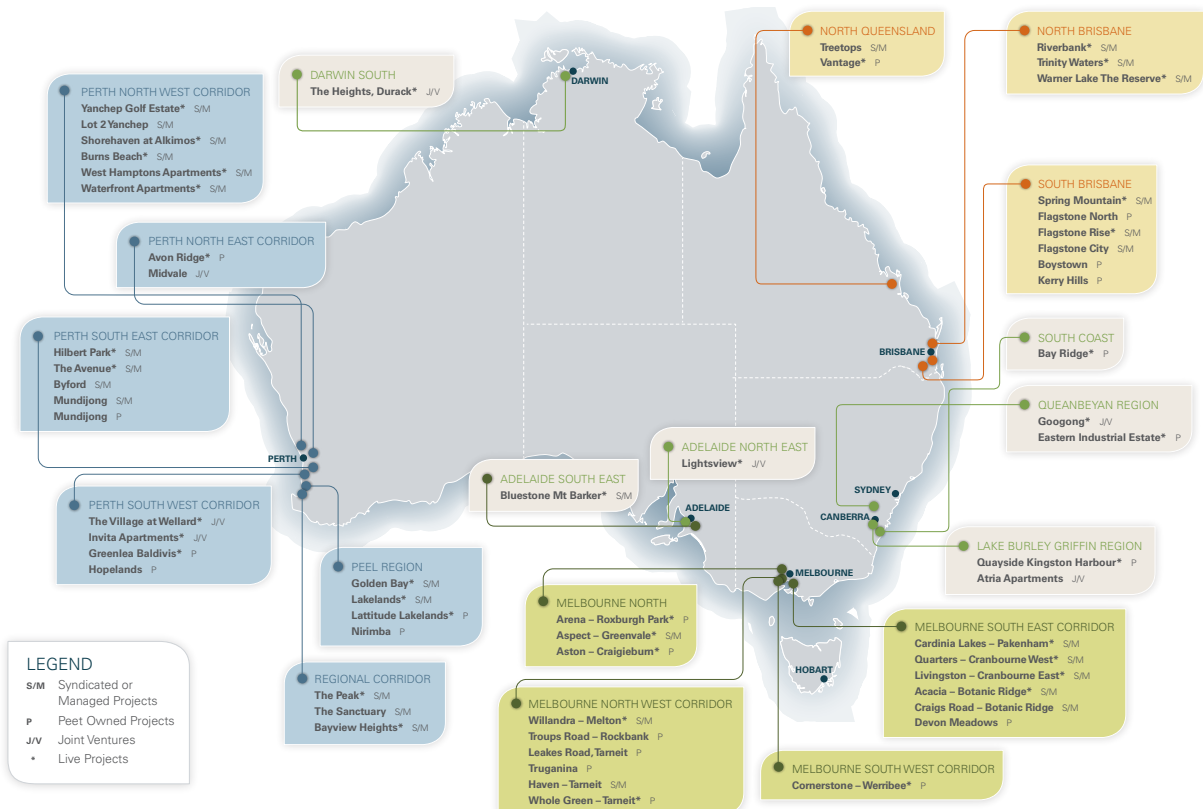 NORTH QUEENSLAND
Treetops S/M
Vantage* P
NORTH BRISBANE
Riverbank* S/M
Trinity Waters* S/M
Warner Lake The Reserve* S/M
DARWIN SOUTH
The Heights, Durack* J/V
DARWIN
PERTH NORTH WEST CORRIDOR
Yanchep Golf Estate* S/M
Lot 2 Yanchep S/M
Shorehaven at Alkimos* S/M
Burns Beach* S/M
West Hamptons Apartments* S/M
Waterfront Apartments* S/M
SOUTH BRISBANE
Spring Mountain* S/M
Flagstone North P
Flagstone Rise* S/M
Flagstone City S/M
Boystown P
Kerry Hills P
PERTH NORTH EAST CORRIDOR
Avon Ridge* P
Midvale J/V
PERTH SOUTH EAST CORRIDOR
Hilbert Park* S/M
The Avenue* S/M
Byford S/M
Mundijong S/M
Mundijong P
BRISBANE
SOUTH COAST
Bay Ridge* P
QUEANBEYAN REGION
Googong* J/V
Eastern Industrial Estate* P
PERTH
ADELAIDE NORTH EAST
Lightsview* J/V
ADELAIDE SOUTH EAST
Bluestone Mt Barker* S/M
ADELAIDE
SYDNEY
CANBERRA
PERTH SOUTH WEST CORRIDOR
The Village at Wellard* J/V
Invita Apartments* J/V
Greenlea Baldivis* P
Hopelands P
LAKE BURLEY GRIFFIN REGION
Quayside Kingston Harbour* P
Atria Apartments J/V
PEEL REGION
Golden Bay* S/M
Lakelands* S/M
Lattitude Lakelands* P
Nirimba P
MELBOURNE
MELBOURNE NORTH
Arena – Roxburgh Park* P
Aspect – Greenvale* S/M
Aston – Craigieburn* P
MELBOURNE SOUTH EAST CORRIDOR
Cardinia Lakes – Pakenham* S/M
Quarters – Cranbourne West* S/M
Livingston – Cranbourne East* S/M
Acacia – Botanic Ridge* S/M
Craigs Road – Botanic Ridge S/M
Devon Meadows P
HOBART
LEGEND
S/M Syndicated or
Managed Projects
P Peet Owned Projects
J/V Joint Ventures
• Live Projects
REGIONAL CORRIDOR
The Peak* S/M
The Sanctuary S/M
Bayview Heights* S/M
MELBOURNE NORTH WEST CORRIDOR
Willandra – Melton* S/M
Troups Road – Rockbank P
Leakes Road, Tarneit P
Truganina P
Haven – Tarneit S/M
Whole Green – Tarneit* P
MELBOURNE SOUTH WEST CORRIDOR
Cornerstone – Werribee* P